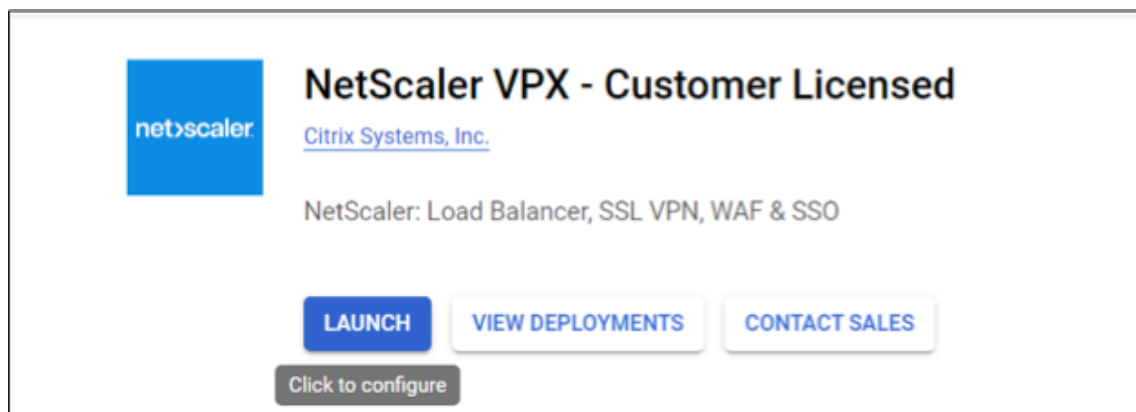 NetScaler VPX - Customer Licensed
net>scaler.
Citrix Systems, Inc.
NetScaler: Load Balancer, SSL VPN, WAF & SSO
LAUNCH VIEW DEPLOYMENTS CONTACT SALES
Click to configure